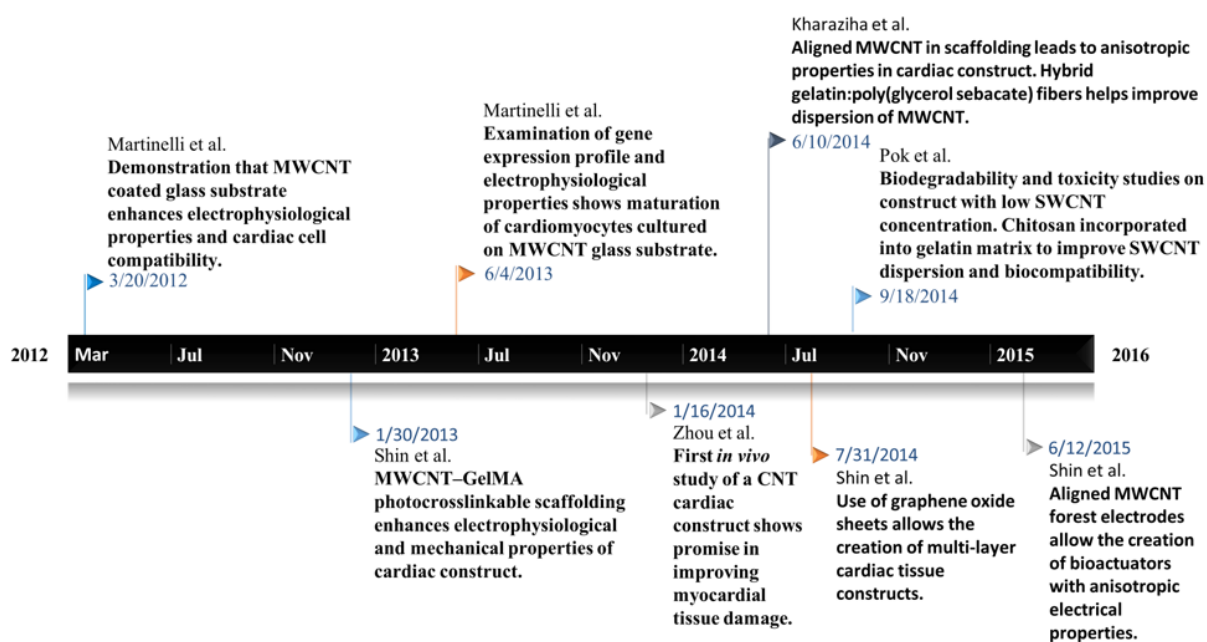 Kharaziha et al.
Aligned MWCNT in scaffolding leads to anisotropic
properties in cardiac construct. Hybrid
gelatin:poly(glycerol sebacate) fibers helps improve
dispersion of MWCNT.
6/10/2014
Martinelli et al.
Demonstration that MWCNT
coated glass substrate
enhances electrophysiological
properties and cardiac cell
compatibility.
3/20/2012
Martinelli et al.
Examination of gene
expression profile and
electrophysiological
properties shows maturation
of cardiomyocytes cultured
on MWCNT glass substrate.
6/4/2013
Pok et al.
Biodegradability and toxicity studies on
construct with low SWCNT
concentration. Chitosan incorporated
into gelatin matrix to improve SWCNT
dispersion and biocompatibility.
9/18/2014
2012 Mar Jul Nov 2013 Jul Nov 2014 Jul Nov 2015 2016
1/30/2013
Shin et al.
MWCNT–GelMA
photocrosslinkable scaffolding
enhances electrophysiological
and mechanical properties of
cardiac construct.
1/16/2014
Zhou et al.
First in vivo
study of a CNT
cardiac
construct shows
promise in
improving
myocardial
tissue damage.
7/31/2014
Shin et al.
Use of graphene oxide
sheets allows the
creation of multi-layer
cardiac tissue
constructs.
6/12/2015
Shin et al.
Aligned MWCNT
forest electrodes
allow the creation
of bioactuators
with anisotropic
electrical
properties.